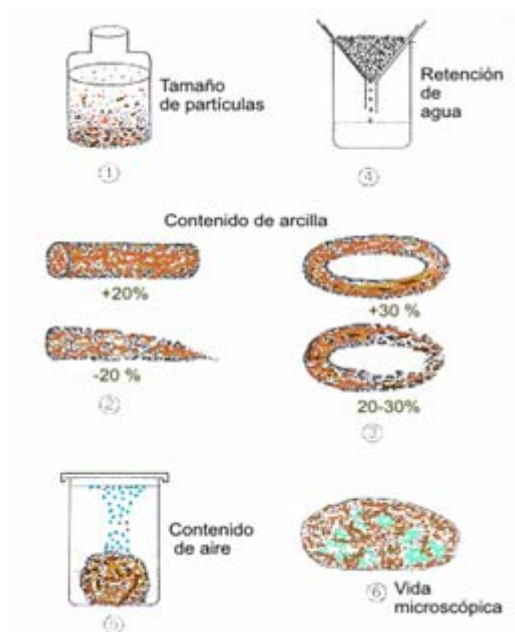 Tamaño
de partículas
①
Retención
de
agua
④
Contenido de arcilla
+20%
-20 %
②
+30 %
20-30%
③
Contenido
de aire
⑤
⑥ Vida
microscópica